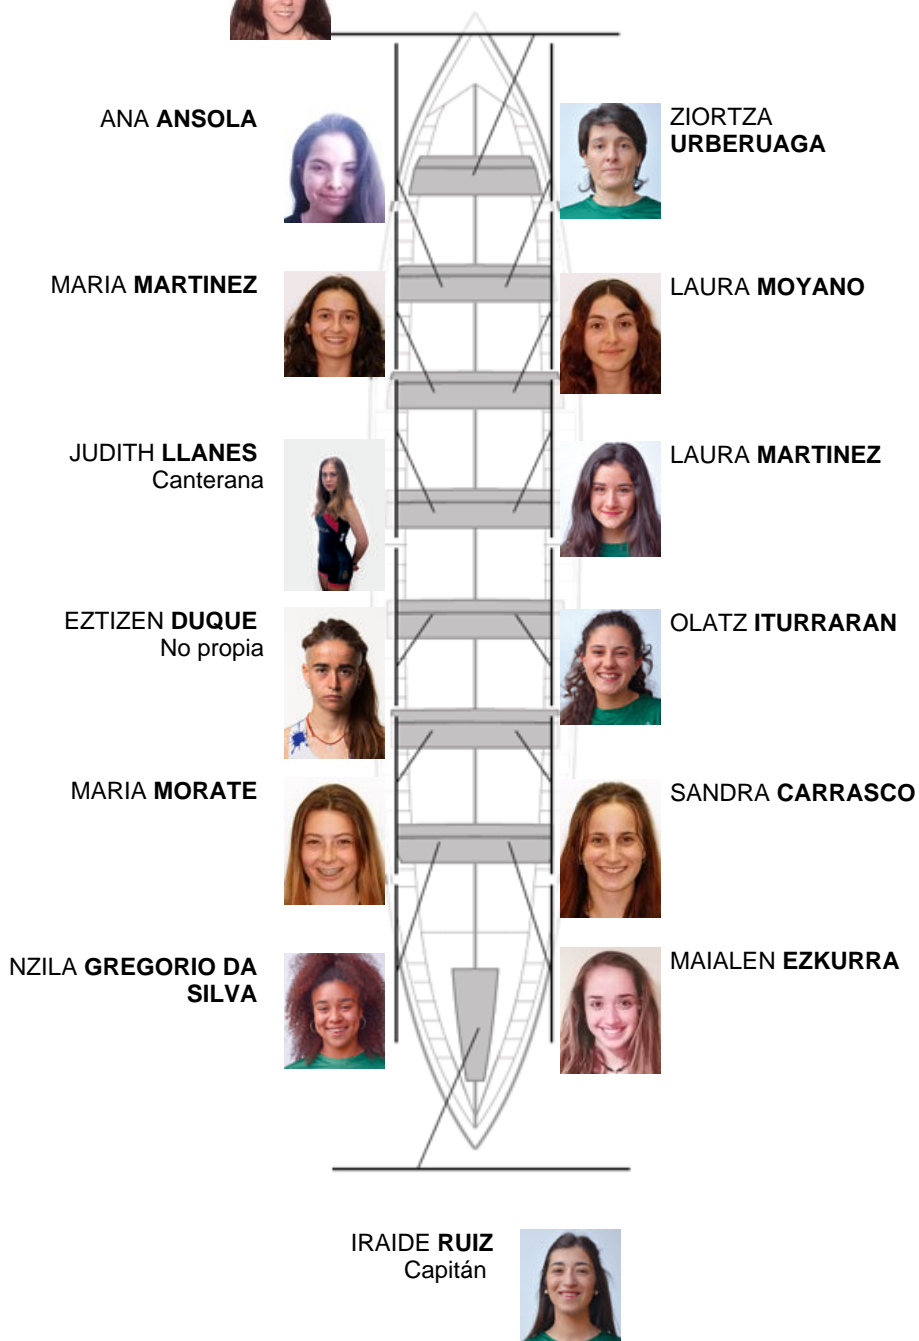 ANA ANSOLA
ZIORTZA
URBERUAGA
MARIA MARTINEZ
LAURA MOYANO
JUDITH LLANES
Canterana
LAURA MARTINEZ
EZTIZEN DUQUE
No propia
OLATZ ITURRARAN
MARIA MORATE
SANDRA CARRASCO
NZILA GREGORIO DA
SILVA
MAIALEN EZKURRA
IRAIDE RUIZ
Capitán